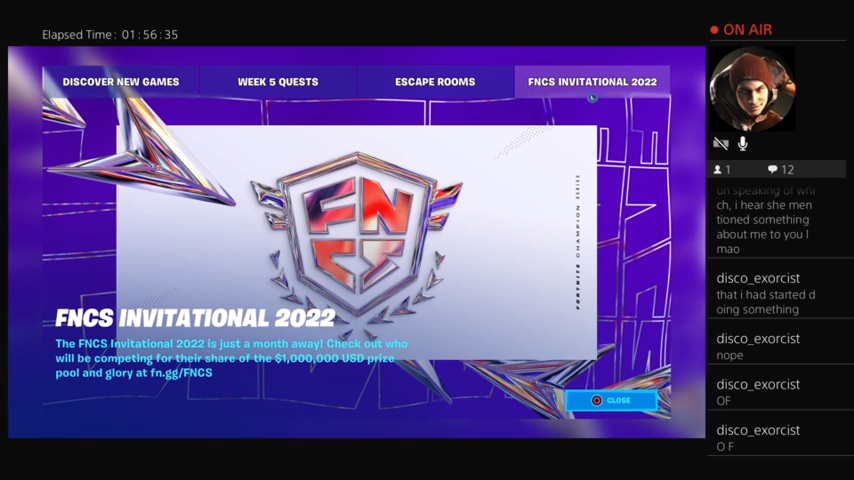 Elapsed Time: 01:56:35
ON AIR
DISCOVER NEW GAMES
WEEK 5 QUESTS
ESCAPE ROOMS
FNCS INVITATIONAL 2022
FN
CS
FORTNITE CHAMPION SERIES
FNCS INVITATIONAL 2022
The FNCS Invitational 2022 is just a month away! Check out who
will be competing for their share of the $1,000,000 USD prize
pool and glory at fn.gg/FNCS
CLOSE
1
12
oh speaking of whi
ch, i hear she men
tioned something
about me to you l
mao
disco_exorcist
that i had started d
oing something
disco_exorcist
nope
disco_exorcist
OF
disco_exorcist
O F